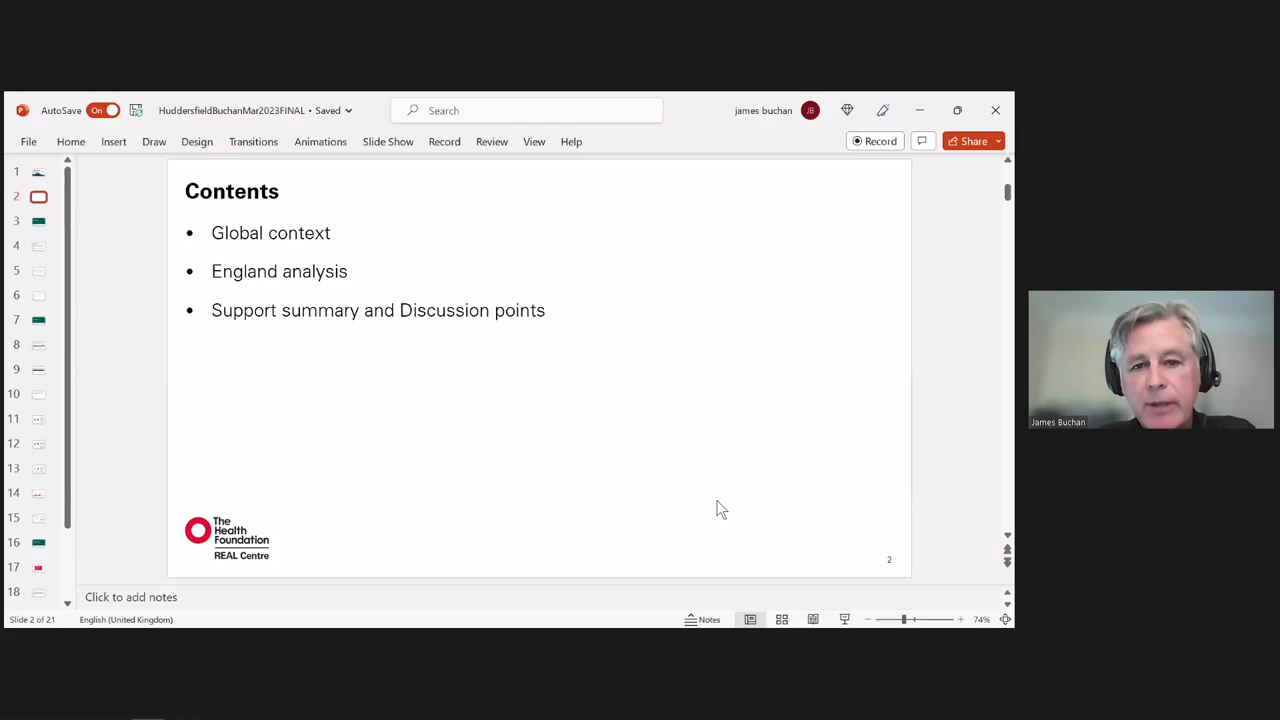 AutoSave On HuddersfieldBuchanMar2023FINAL • Saved Search james buchan JB
File Home Insert Draw Design Transitions Animations Slide Show Record Review View Help Record Share
1
2
3
4
5
6
7
8
9
10
11
12
13
14
15
16
17
18
Contents
• Global context
• England analysis
• Support summary and Discussion points
The
Health
Foundation
REAL Centre
2
Click to add notes
Slide 2 of 21 English (United Kingdom) Notes 74%
James Buchan